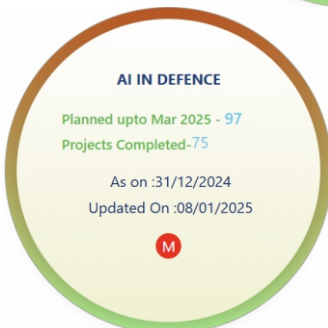 AI IN DEFENCE
Planned upto Mar 2025 - 97
Projects Completed-75
As on :31/12/2024
Updated On :08/01/2025
M